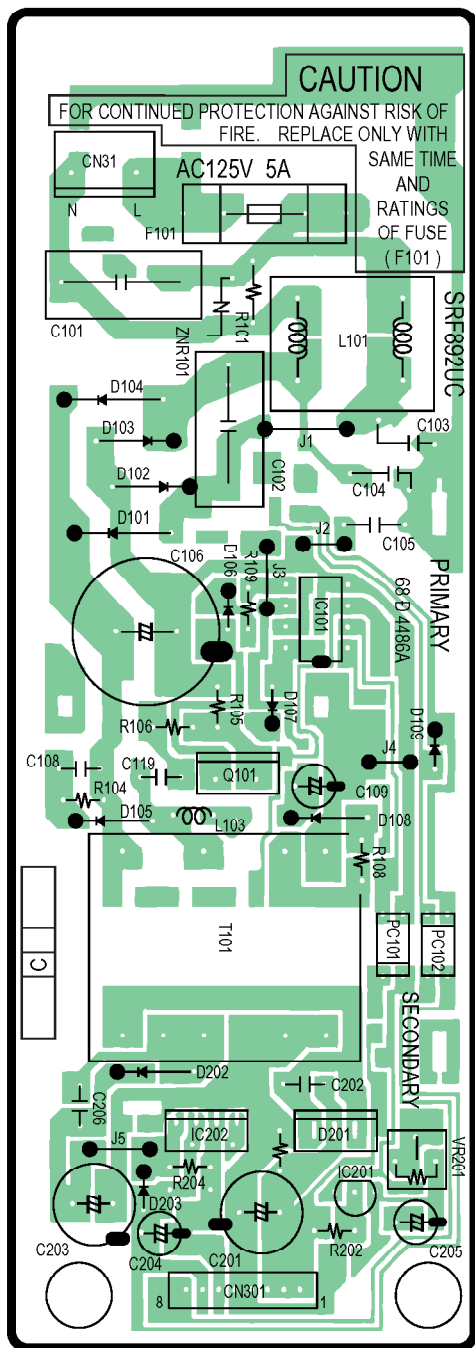 CAUTION
FOR CONTINUED PROTECTION AGAINST RISK OF
FIRE. REPLACE ONLY WITH
SAME TIME
AND
RATINGS
OF FUSE
( F101 )
CN31
N L
AC125V 5A
F101
C101
ZNR101
R101
L101
SRF892UC
D104
D103
D102
D101
C102
J1
C103
C104
C105
C106
D106
R109
J3
J2
IC101
68D 4486A
PRIMARY
R105
R106
D107
D106
J4
C108
C119
Q101
C109
R104
D105
L103
D108
R108
T101
C
PC101
PC102
SECONDARY
D202
C206
C202
IC202
D201
VR201
J5
R204
D203
IC201
C203
C204
C201
R202
C205
8 CN301 1